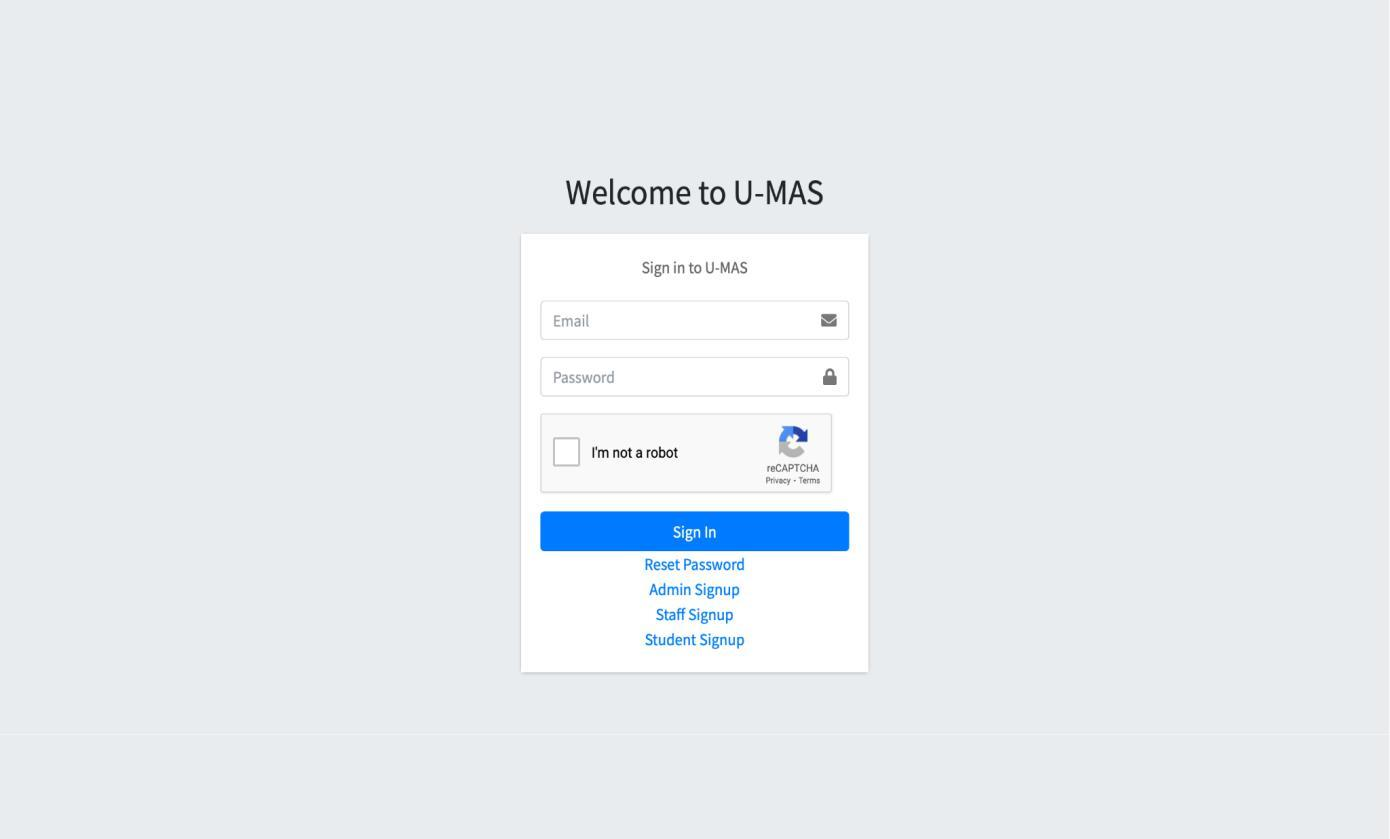 Welcome to U-MAS
Sign in to U-MAS
Email
Password
I'm not a robot
reCAPTCHA
Privacy - Terms
Sign In
Reset Password
Admin Signup
Staff Signup
Student Signup